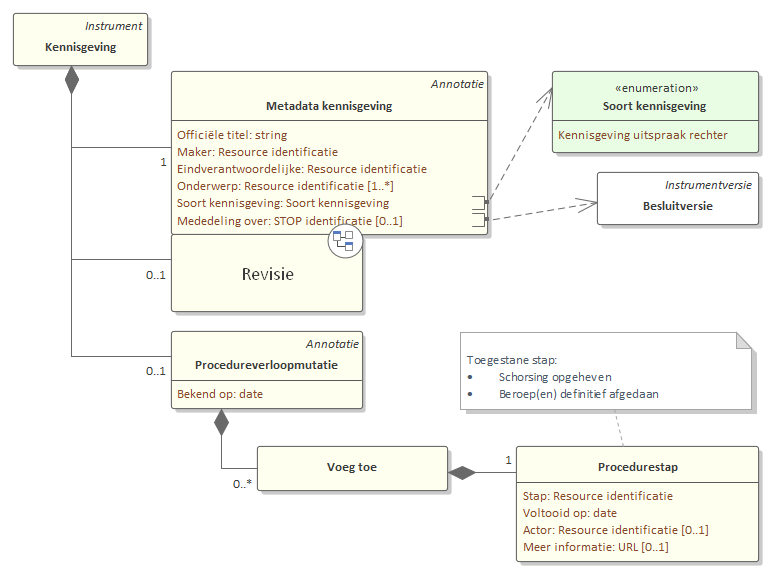 Instrument
Kennisgeving
Annotatie
Metadata kennisgeving
Officiële titel: string
Maker: Resource identificatie
Eindverantwoordelijke: Resource identificatie
Onderwerp: Resource identificatie [1..*]
Soort kennisgeving: Soort kennisgeving
Mededeling over: STOP identificatie [0..1]
1
«enumeration»
Soort kennisgeving
Kennisgeving uitspraak rechter
Instrumentversie
Besluitversie
Revisie
0..1
Annotatie
Procedureverloopmutatie
Bekend op: date
0..1
Toegestane stap:
• Schorsing opgeheven
• Beroep(en) definitief afgedaan
Voeg toe
0..*
1
Procedurestap
Stap: Resource identificatie
Voltooid op: date
Actor: Resource identificatie [0..1]
Meer informatie: URL [0..1]